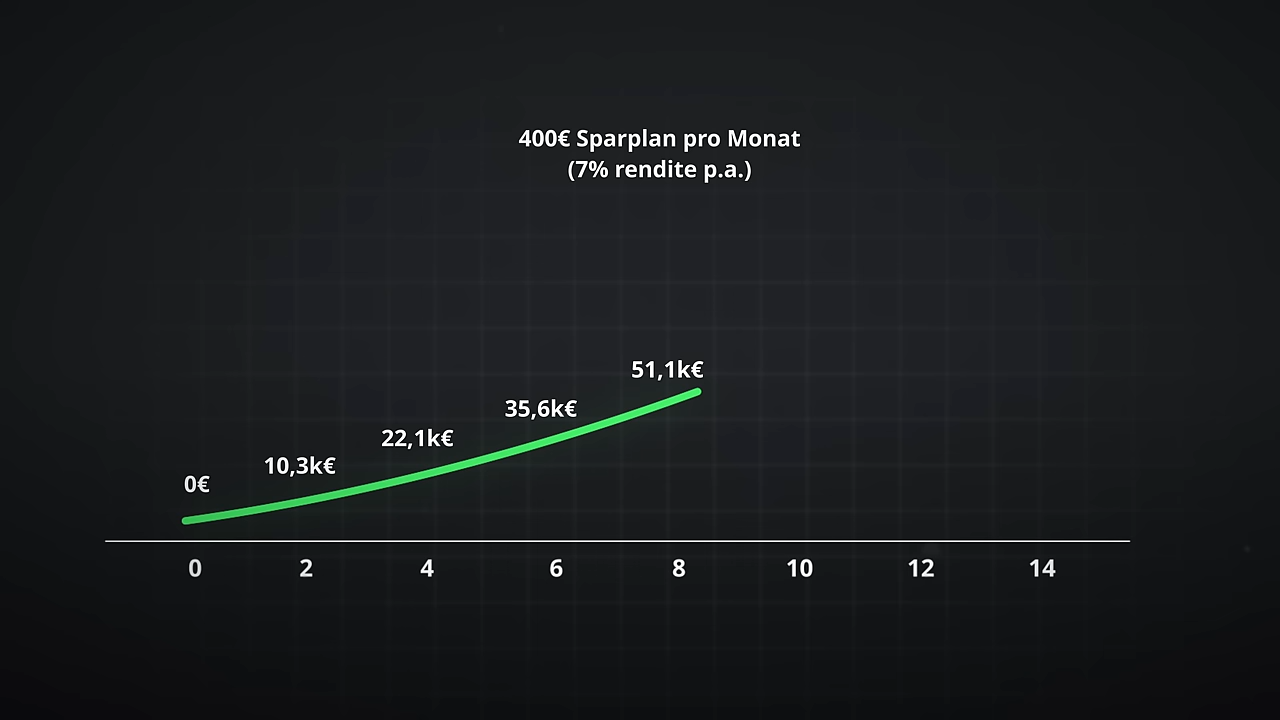 400€ Sparplan pro Monat
(7% rendite p.a.)
51,1k€
35,6k€
22,1k€
10,3k€
0€
0 2 4 6 8 10 12 14